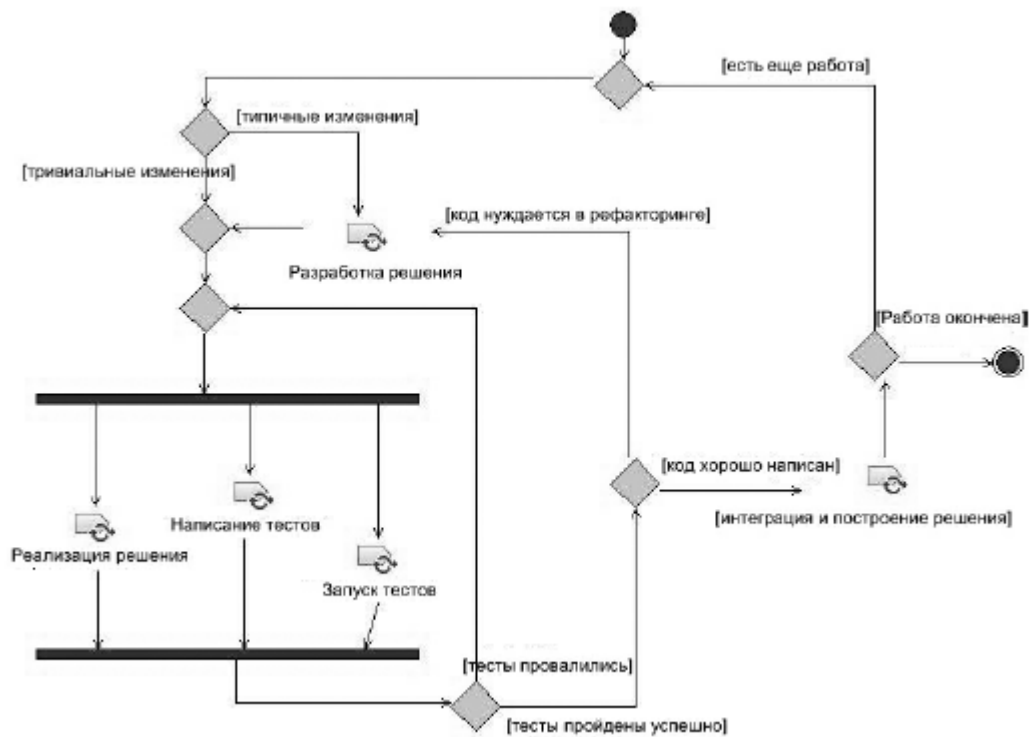 [есть еще работа]
[типичные изменения]
[тривиальные изменения]
[код нуждается в рефакторинге]
Разработка решения
[Работа окончена]
[код хорошо написан]
[интеграция и построение решения]
Написание тестов
Реализация решения
Запуск тестов
[тесты провалились]
[тесты пройдены успешно]